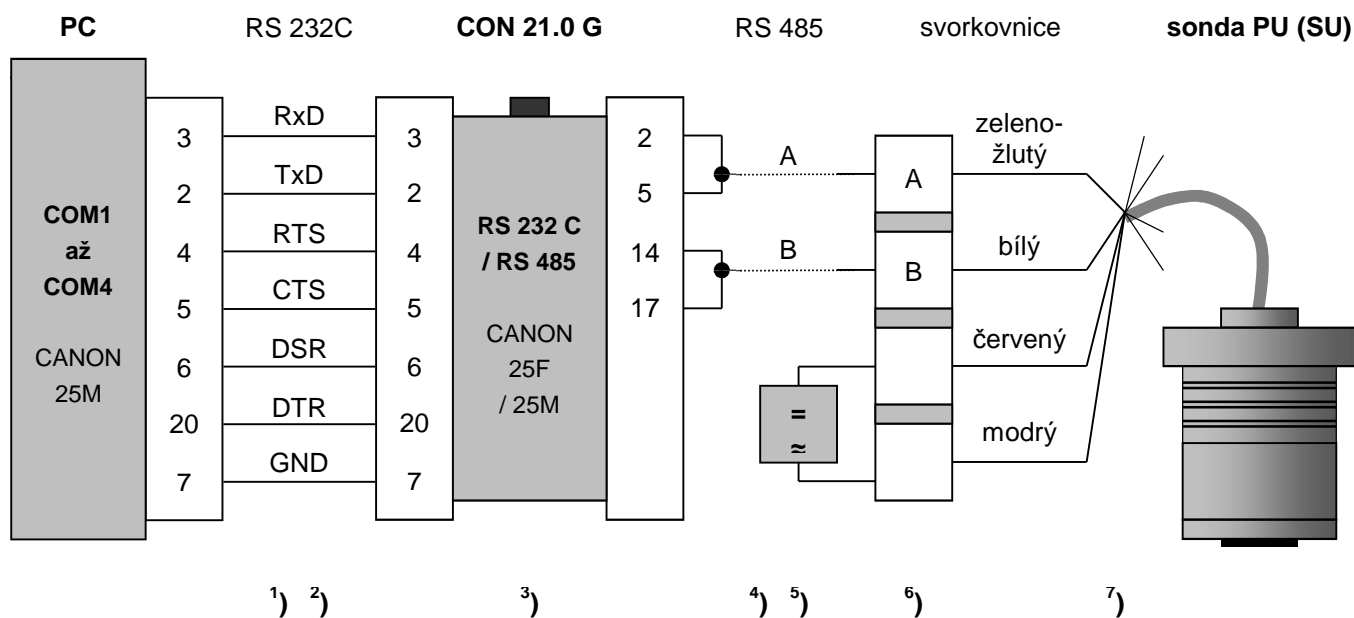 PC RS 232C CON 21.0 G RS 485 svorkovnice sonda PU (SU)
COM1
až
COM4
CANON
25M
3 RxD 3
2 TxD 2
4 RTS 4
5 CTS 5
6 DSR 6
20 DTR 20
7 GND 7
RS 232 C
/ RS 485
CANON
25F
/ 25M
2
5
14
17
A
B
=
≈
A
B
zeleno-
žlutý
bílý
červený
modrý
1) 2) 3) 4) 5) 6) 7)